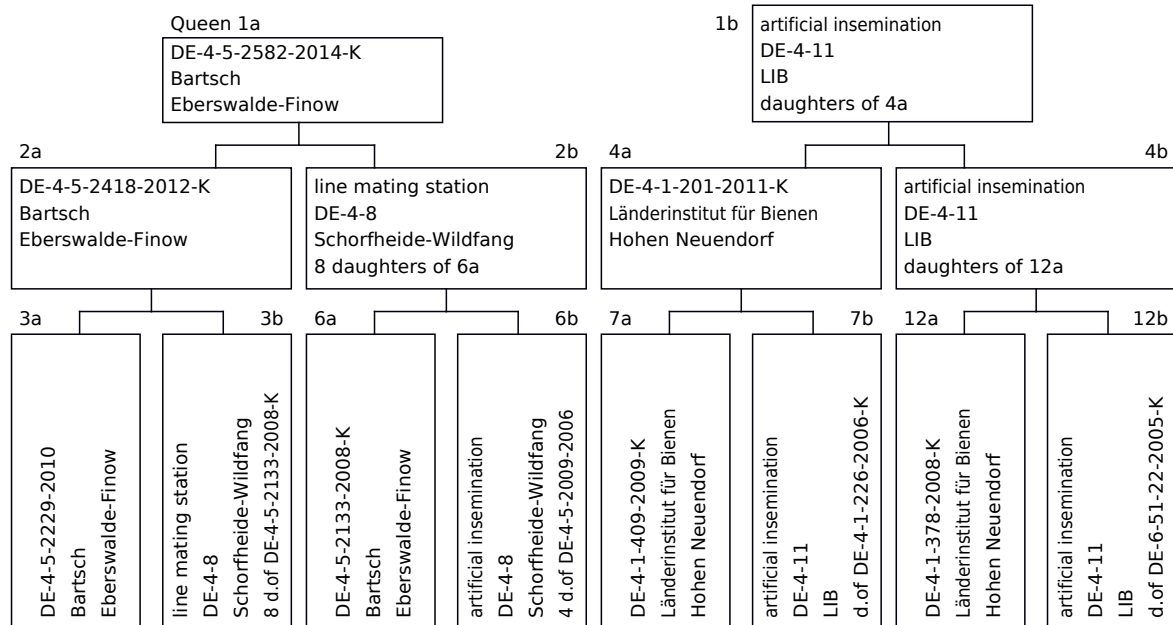 Queen 1a
DE-4-5-2582-2014-K
Bartsch
Eberswalde-Finow
1b
artificial insemination
DE-4-11
LIB
daughters of 4a
2a
DE-4-5-2418-2012-K
Bartsch
Eberswalde-Finow
2b
line mating station
DE-4-8
Schorfheide-Wildfang
8 daughters of 6a
4a
DE-4-1-201-2011-K
Länderinstitut für Bienen
Hohen Neuendorf
4b
artificial insemination
DE-4-11
LIB
daughters of 12a
3a
DE-4-5-2229-2010
Bartsch
Eberswalde-Finow
3b
line mating station
DE-4-8
Schorfheide-Wildfang
8 d.of DE-4-5-2133-2008-K
6a
DE-4-5-2133-2008-K
Bartsch
Eberswalde-Finow
6b
artificial insemination
DE-4-8
Schorfheide-Wildfang
4 d.of DE-4-5-2009-2006
7a
DE-4-1-409-2009-K
Länderinstitut für Bienen
Hohen Neuendorf
7b
artificial insemination
DE-4-11
LIB
d.of DE-4-1-226-2006-K
12a
DE-4-1-378-2008-K
Länderinstitut für Bienen
Hohen Neuendorf
12b
artificial insemination
DE-4-11
LIB
d.of DE-6-51-22-2005-K